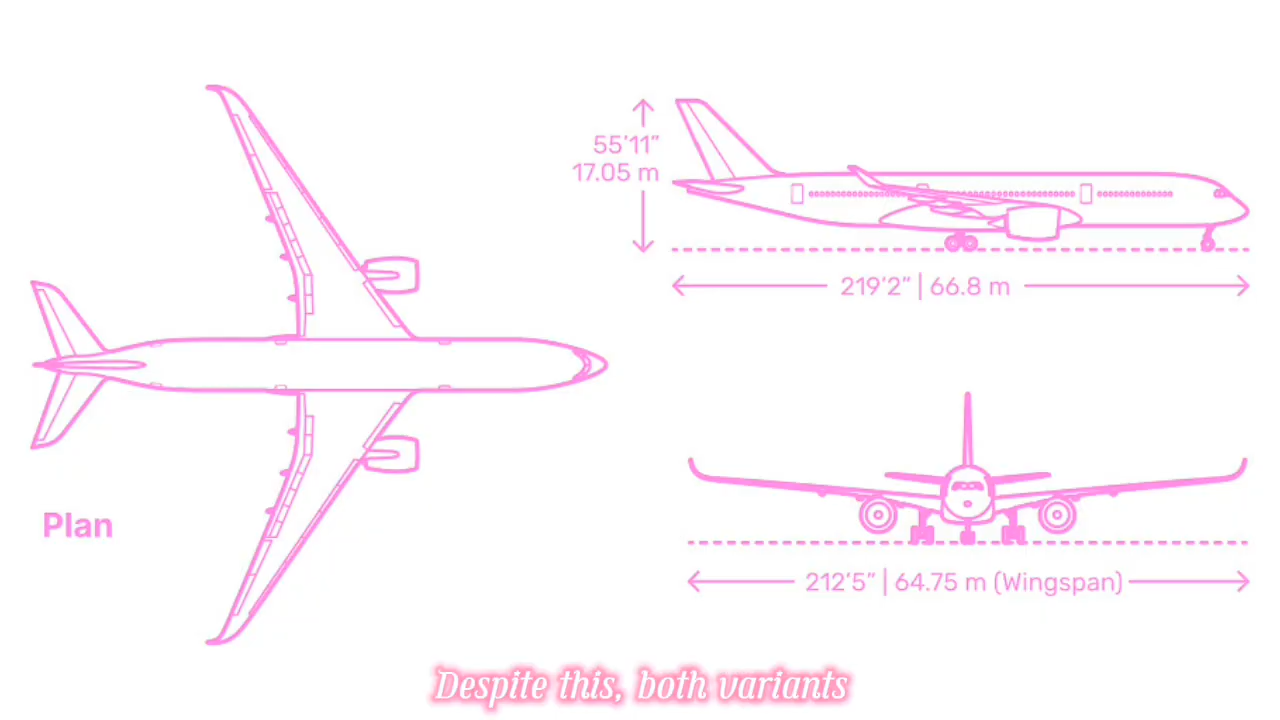 55’11”
17.05 m
219’2” | 66.8 m
212’5” | 64.75 m (Wingspan)
Plan
Despite this, both variants